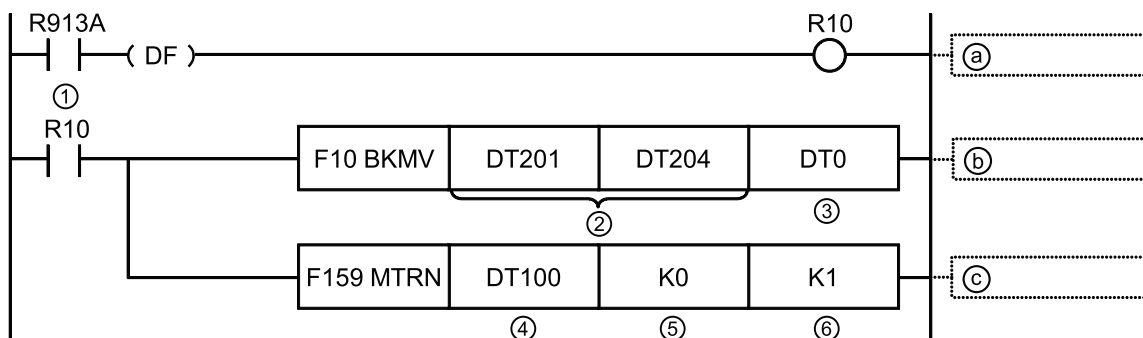 R913A
( DF )
R10
ⓐ
①
R10
F10 BKMV DT201 DT204 DT0
ⓑ
② ③
F159 MTRN DT100 K0 K1
ⓒ
④ ⑤ ⑥